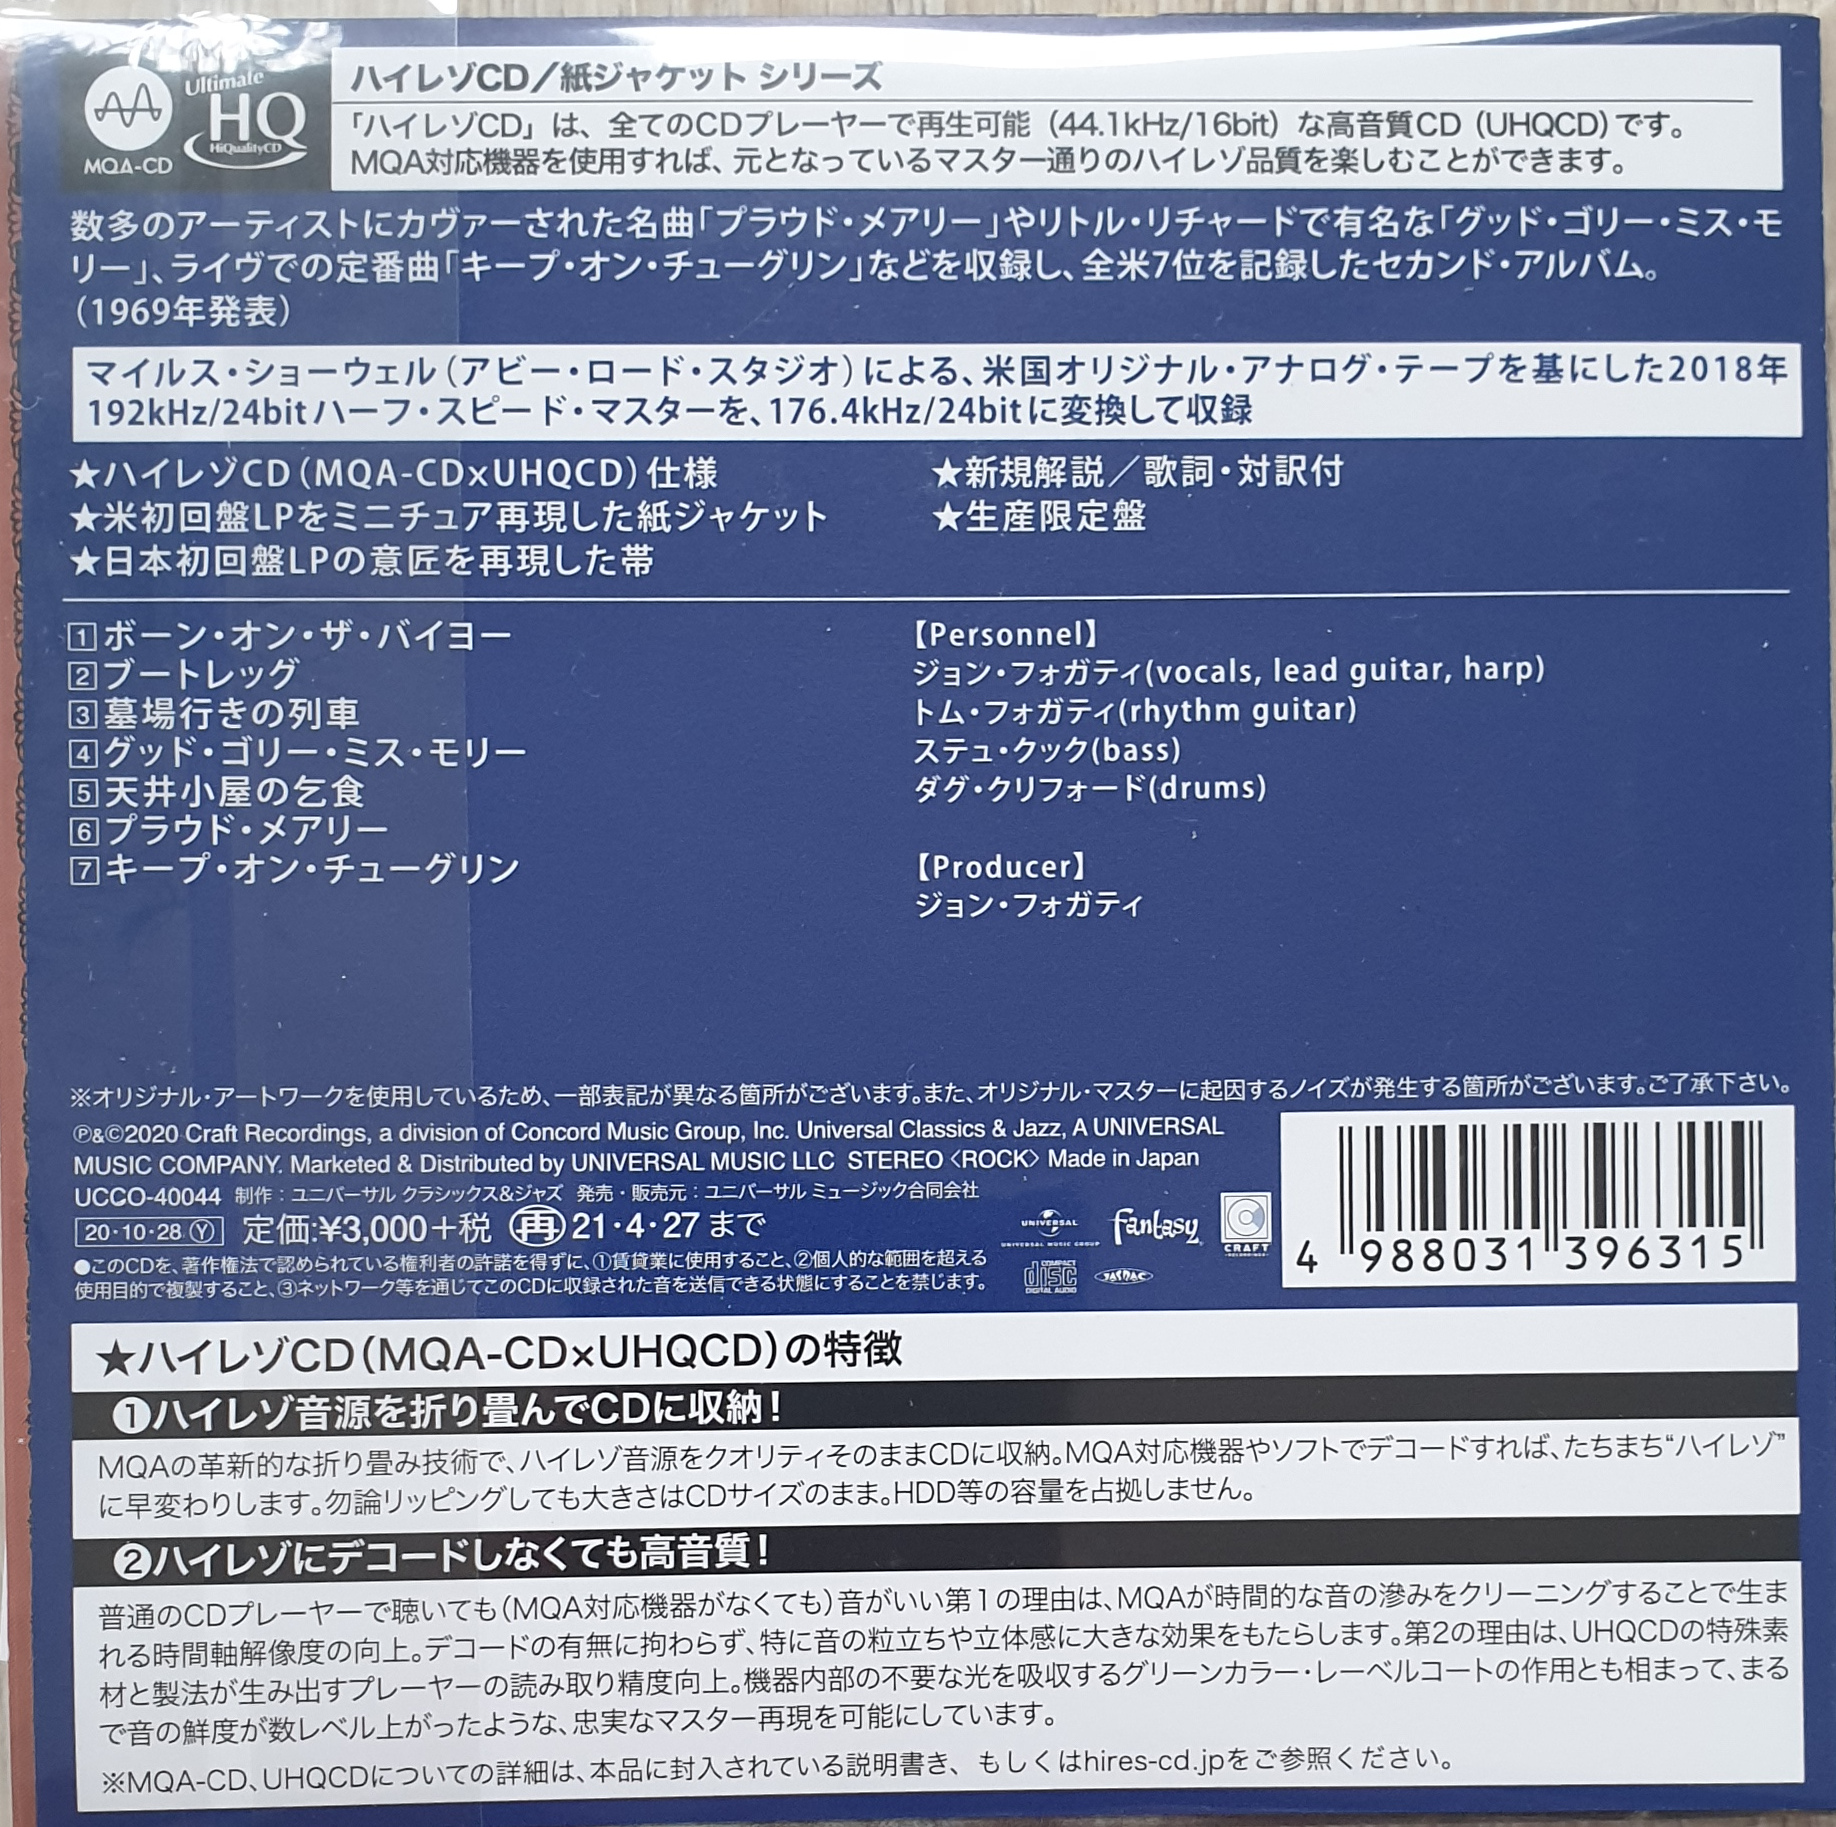 MQA-CD
Ultimate
HQ
HiQualityCD
ハイレゾCD/紙ジャケット シリーズ
「ハイレゾCD」は、全てのCDプレーヤーで再生可能（44.1kHz/16bit）な高音質CD（UHQCD）です。
MQA対応機器を使用すれば、元となっているマスター通りのハイレゾ品質を楽しむことができます。
数多のアーティストにカヴァーされた名曲「プラウド・メアリー」やリトル・リチャードで有名な「グッド・ゴリー・ミス・モ
リー」、ライヴでの定番曲「キープ・オン・チューグリン」などを収録し、全米7位を記録したセカンド・アルバム。
（1969年発表）
マイルス・ショーウェル（アビー・ロード・スタジオ）による、米国オリジナル・アナログ・テープを基にした2018年
192kHz/24bitハーフ・スピード・マスターを、176.4kHz/24bitに変換して収録
★ハイレゾCD（MQA-CDxUHQCD）仕様
★米初回盤LPをミニチュア再現した紙ジャケット
★日本初回盤LPの意匠を再現した帯
★新規解説／歌詞・対訳付
★生産限定盤
1 ボーン・オン・ザ・バイヨー
2 ブートレッグ
3 墓場行きの列車
4 グッド・ゴリー・ミス・モリー
5 天井小屋の乞食
6 プラウド・メアリー
7 キープ・オン・チューグリン
【Personnel】
ジョン・フォガティ(vocals, lead guitar, harp)
トム・フォガティ(rhythm guitar)
ステュ・クック(bass)
ダグ・クリフォード(drums)
【Producer】
ジョン・フォガティ
※オリジナル・アートワークを使用しているため、一部表記が異なる箇所がございます。また、オリジナル・マスターに起因するノイズが発生する箇所がございます。ご了承下さい。
℗&©2020 Craft Recordings, a division of Concord Music Group, Inc. Universal Classics & Jazz, A UNIVERSAL
MUSIC COMPANY. Marketed & Distributed by UNIVERSAL MUSIC LLC STEREO〈ROCK〉Made in Japan
UCCO-40044 制作：ユニバーサル クラシックス&ジャズ 発売・販売元：ユニバーサル ミュージック合同会社
20·10·28 Ⓨ 定価:¥3,000＋税 再 21·4·27 まで
●このCDを、著作権法で認められている権利者の許諾を得ずに、①賃貸業に使用すること、②個人的な範囲を超える
使用目的で複製すること、③ネットワーク等を通じてこのCDに収録された音を送信できる状態にすることを禁じます。
UNIVERSAL
UNIVERSAL MUSIC GROUP
fantasy
CRAFT
RECORDINGS
COMPACT
disc
DIGITAL AUDIO
JASRAC
4 988031 396315
★ハイレゾCD（MQA-CD×UHQCD）の特徴
❶ハイレゾ音源を折り畳んでCDに収納！
MQAの革新的な折り畳み技術で、ハイレゾ音源をクオリティそのままCDに収納。MQA対応機器やソフトでデコードすれば、たちまち“ハイレゾ”
に早変わりします。勿論リッピングしても大きさはCDサイズのまま。HDD等の容量を占拠しません。
❷ハイレゾにデコードしなくても高音質！
普通のCDプレーヤーで聴いても（MQA対応機器がなくても）音がいい第1の理由は、MQAが時間的な音の滲みをクリーニングすることで生ま
れる時間軸解像度の向上。デコードの有無に拘わらず、特に音の粒立ちや立体感に大きな効果をもたらします。第2の理由は、UHQCDの特殊素
材と製法が生み出すプレーヤーの読み取り精度向上。機器内部の不要な光を吸収するグリーンカラー・レーベルコートの作用とも相まって、まる
で音の鮮度が数レベル上がったような、忠実なマスター再現を可能にしています。
※MQA-CD、UHQCDについての詳細は、本品に封入されている説明書き、もしくはhires-cd.jpをご参照ください。